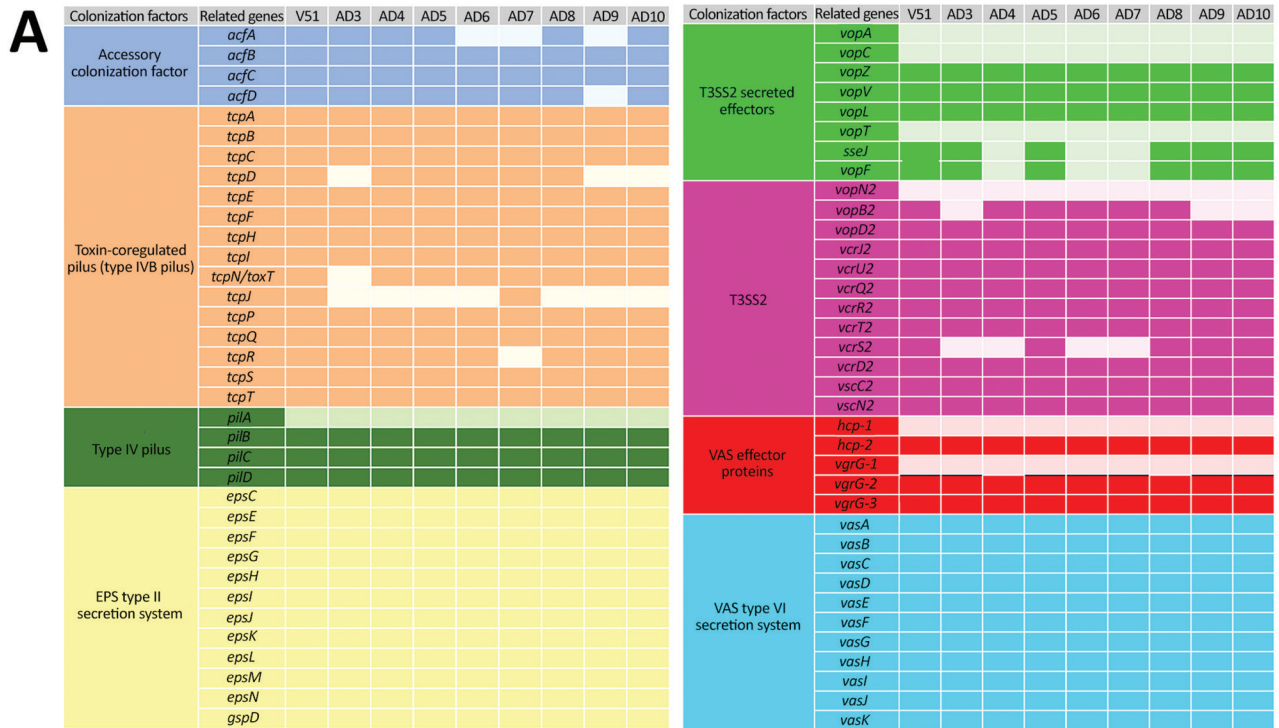 A
Colonization factors Related genes V51 AD3 AD4 AD5 AD6 AD7 AD8 AD9 AD10
Accessory
colonization factor
acfA
acfB
acfC
acfD
Toxin-coregulated
pilus (type IVB pilus)
tcpA
tcpB
tcpC
tcpD
tcpE
tcpF
tcpH
tcpI
tcpN/toxT
tcpJ
tcpP
tcpQ
tcpR
tcpS
tcpT
Type IV pilus
pilA
pilB
pilC
pilD
EPS type II
secretion system
epsC
epsE
epsF
epsG
epsH
epsI
epsJ
epsK
epsL
epsM
epsN
gspD
Colonization factors Related genes V51 AD3 AD4 AD5 AD6 AD7 AD8 AD9 AD10
T3SS2 secreted
effectors
vopA
vopC
vopZ
vopV
vopL
vopT
sseJ
vopF
T3SS2
vopN2
vopB2
vopD2
vcrJ2
vcrU2
vcrQ2
vcrR2
vcrT2
vcrS2
vcrD2
vscC2
vscN2
VAS effector
proteins
hcp-1
hcp-2
vgrG-1
vgrG-2
vgrG-3
VAS type VI
secretion system
vasA
vasB
vasC
vasD
vasE
vasF
vasG
vasH
vasI
vasJ
vasK